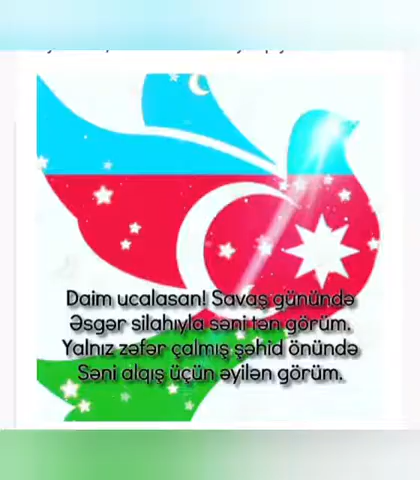 Daim ucalasan! Savaş günündə
Əsgər silahıyla səni tən görüm.
Yalnız zəfər çalmış şəhid önündə
Səni alqış üçün əyilən görüm.